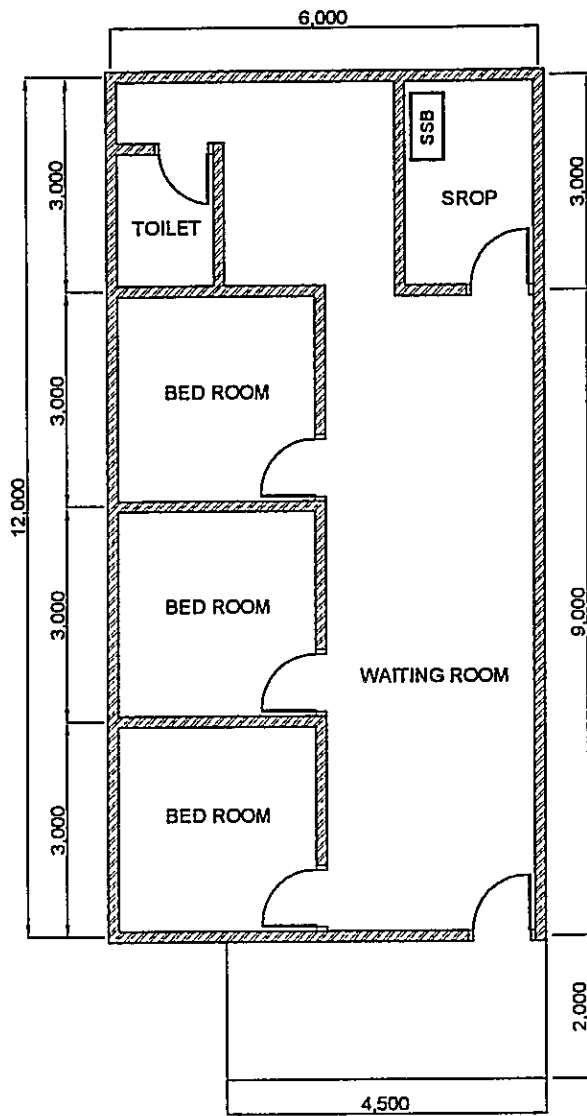 6,000
SSB
SROP
3,000
3,000
TOILET
BED ROOM
3,000
12,000
BED ROOM
3,000
WAITING ROOM
9,000
BED ROOM
3,000
2,000
4,500